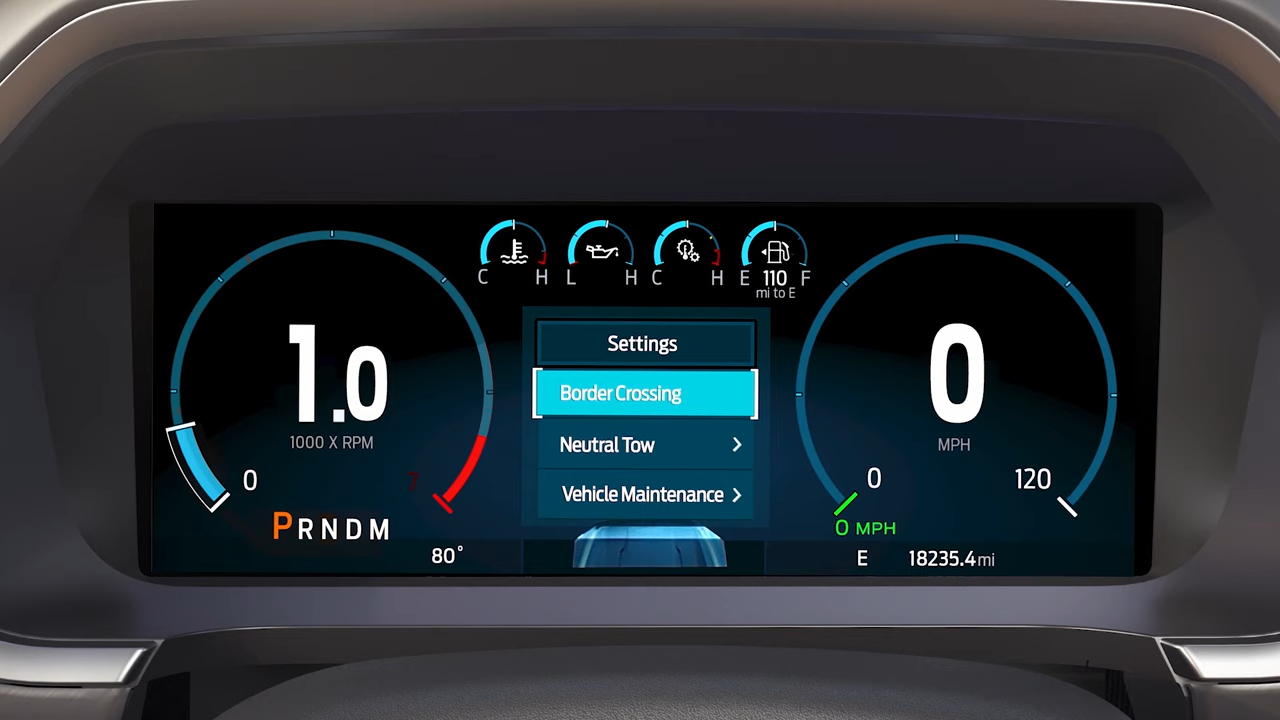 C H
L H
C H
E 110 F
mi to E
Settings
Border Crossing
Neutral Tow
Vehicle Maintenance
1.0
1000 X RPM
0 7
PRNDM
80°
0
MPH
0 120
0 MPH
E 18235.4mi